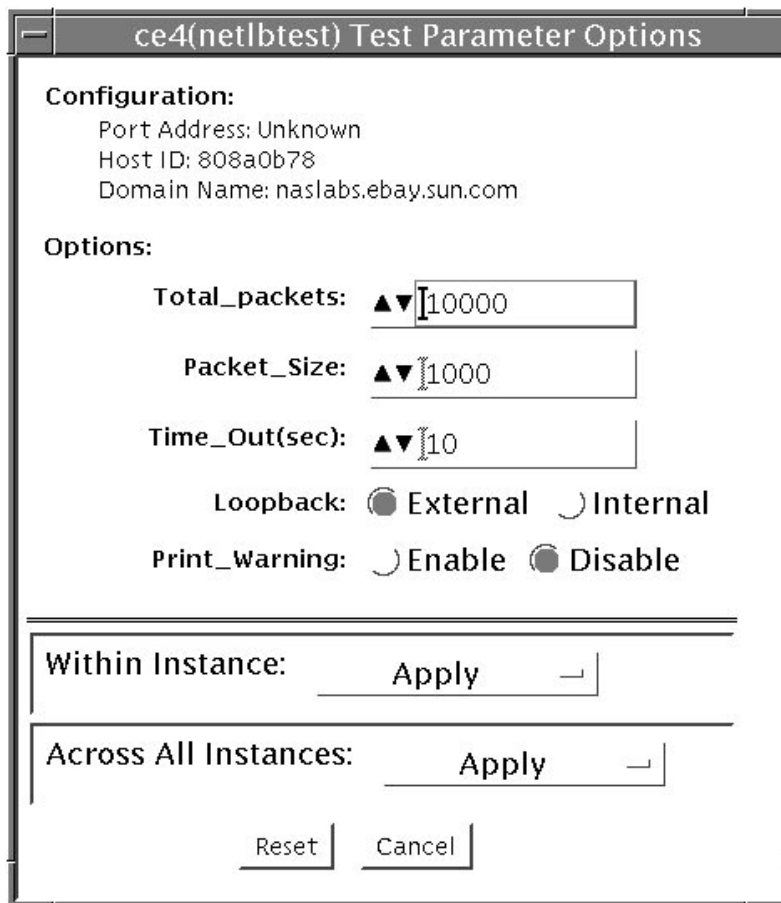 ce4(netlbtest) Test Parameter Options
Configuration:
Port Address: Unknown
Host ID: 808a0b78
Domain Name: naslabs.ebay.sun.com
Options:
Total_packets: 10000
Packet_Size: 1000
Time_Out(sec): 10
Loopback: External Internal
Print_Warning: Enable Disable
Within Instance: Apply
Across All Instances: Apply
Reset Cancel